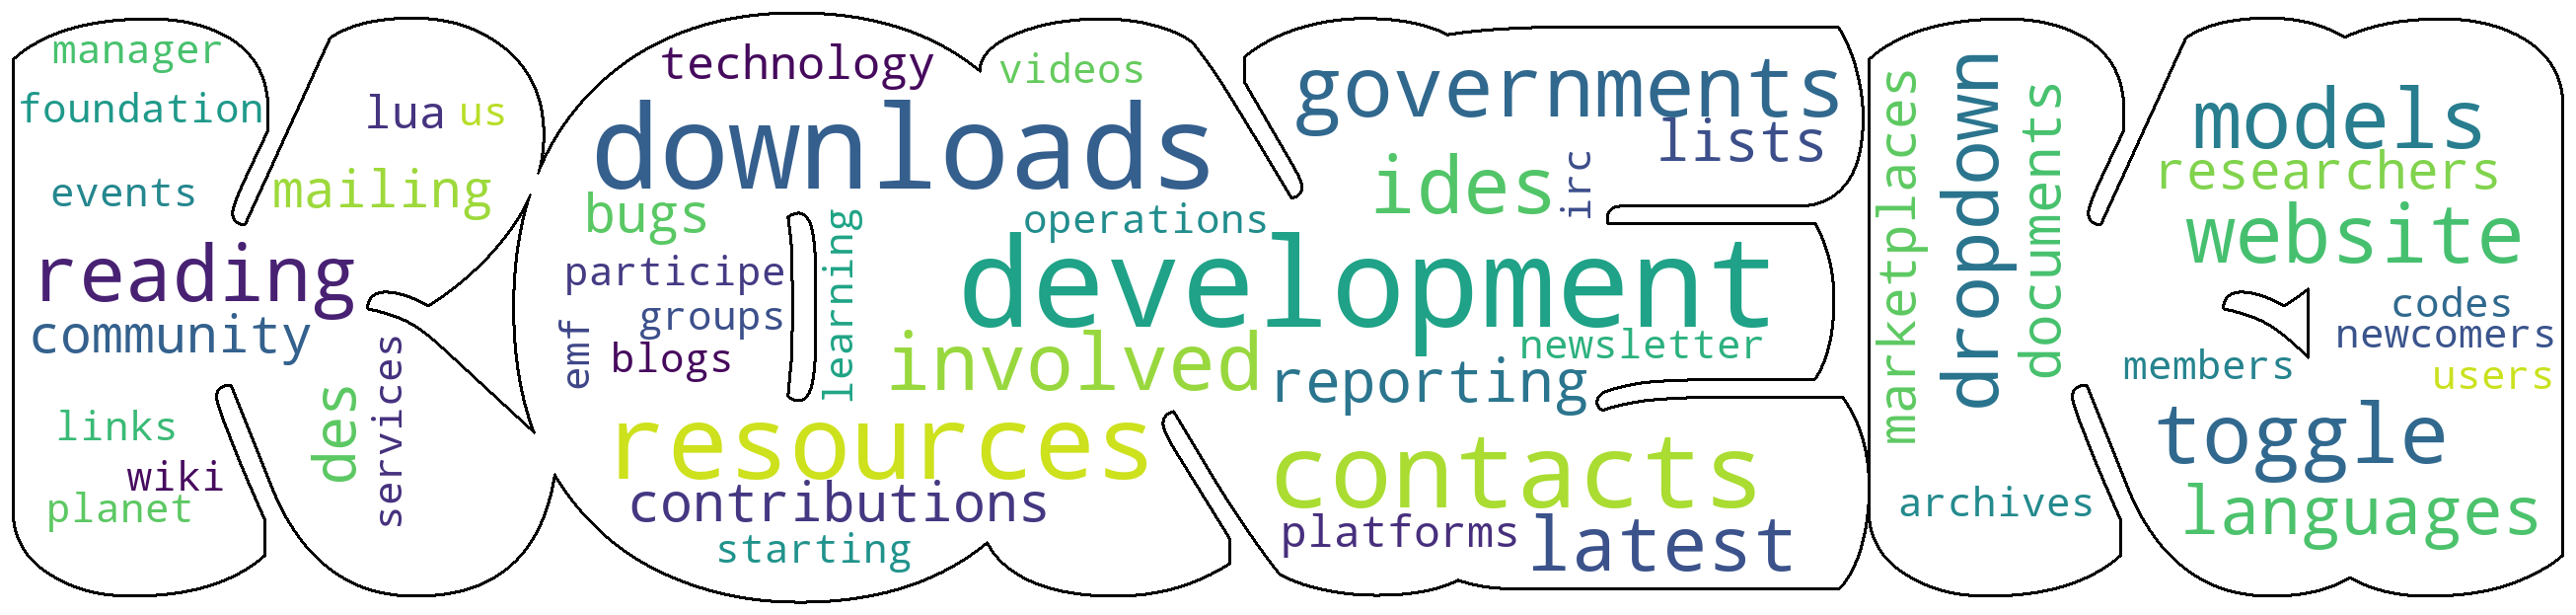 manager
foundation
lua us
events
mailing
reading
community
des
services
links
wiki
planet
technology
videos
downloads
bugs
operations
learning
participe
groups
emf
blogs
development
involved
newsletter
reporting
resources
contributions
starting
governments
lists
ides
irc
contacts
platforms
latest
marketplaces
dropdown
documents
archives
models
researchers
website
codes
newcomers
members
users
toggle
languages